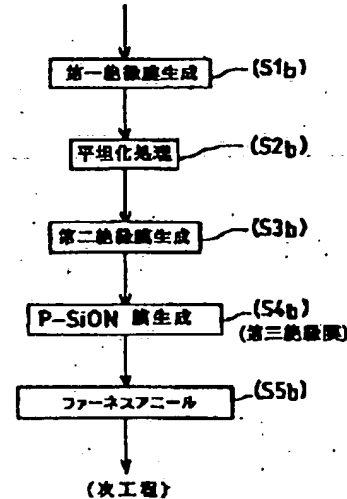 第一絶縁膜生成
(S1b)
平坦化処理
(S2b)
第二絶縁膜生成
(S3b)
P-SiON 膜生成
(S4b)
(第三絶縁膜)
ファーネスアニール
(S5b)
(次工程)